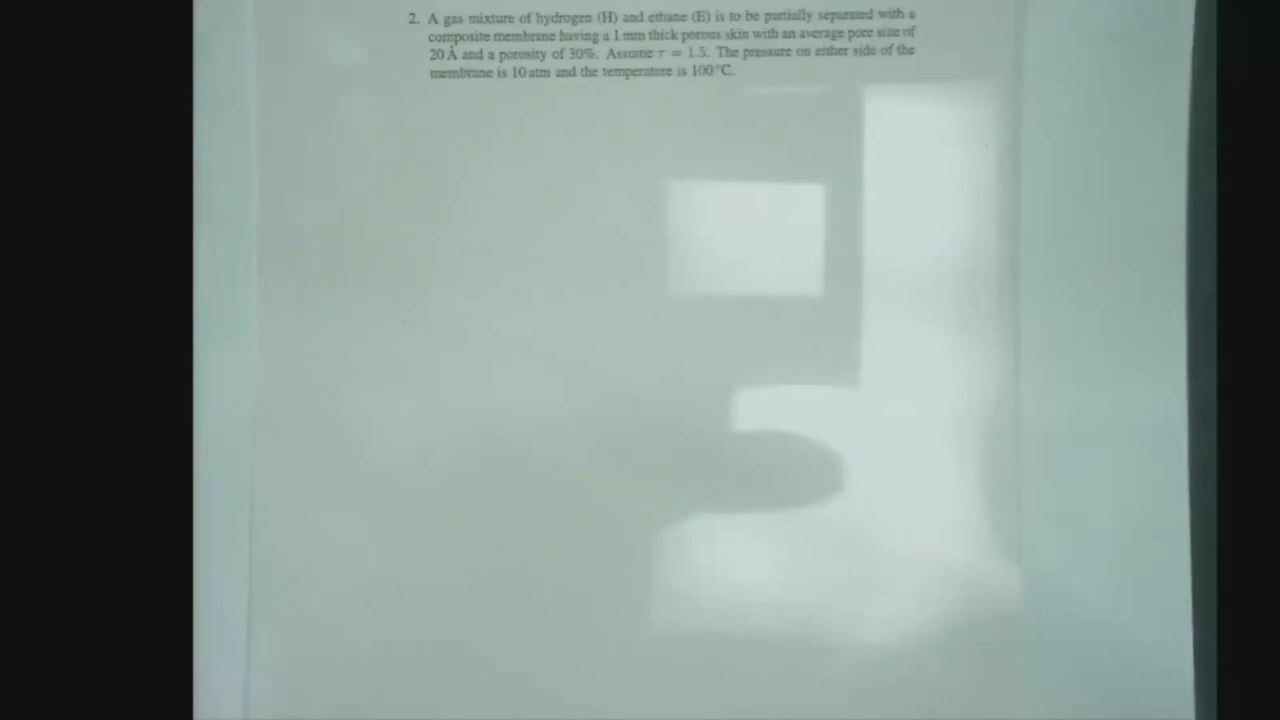 2. A gas mixture of hydrogen (H) and ethane (E) is to be partially separated with a
composite membrane having a 1 mm thick porous skin with an average pore size of
20 Å and a porosity of 30%. Assume τ = 1.5. The pressure on either side of the
membrane is 10 atm and the temperature is 100 °C.